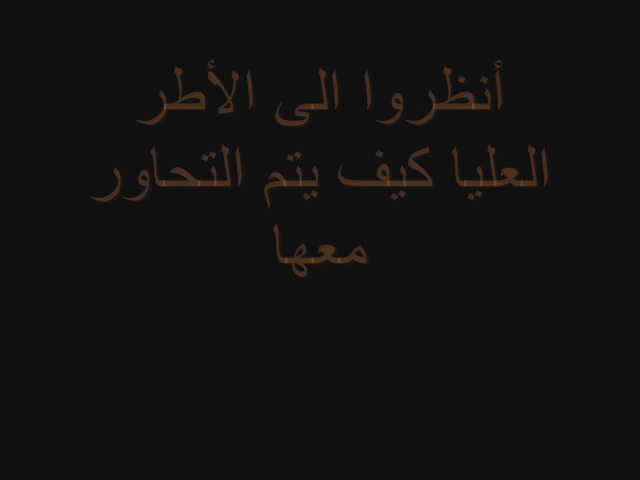 أنظروا الى الأطر
العليا كيف يتم التحاور
معها